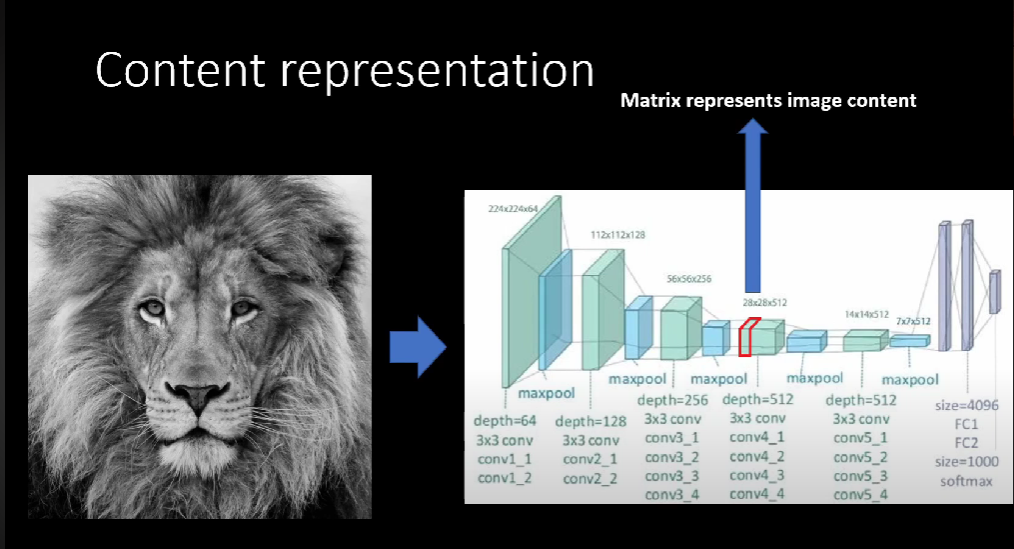 Content representation
Matrix represents image content
224x224x64
112x112x128
56x56x256
28x28x512
14x14x512
7x7x512
maxpool
maxpool
maxpool
maxpool
maxpool
depth=64
3x3 conv
conv1_1
conv1_2
depth=128
3x3 conv
conv2_1
conv2_2
depth=256
3x3 conv
conv3_1
conv3_2
conv3_3
conv3_4
depth=512
3x3 conv
conv4_1
conv4_2
conv4_3
conv4_4
depth=512
3x3 conv
conv5_1
conv5_2
conv5_3
conv5_4
size=4096
FC1
FC2
size=1000
softmax